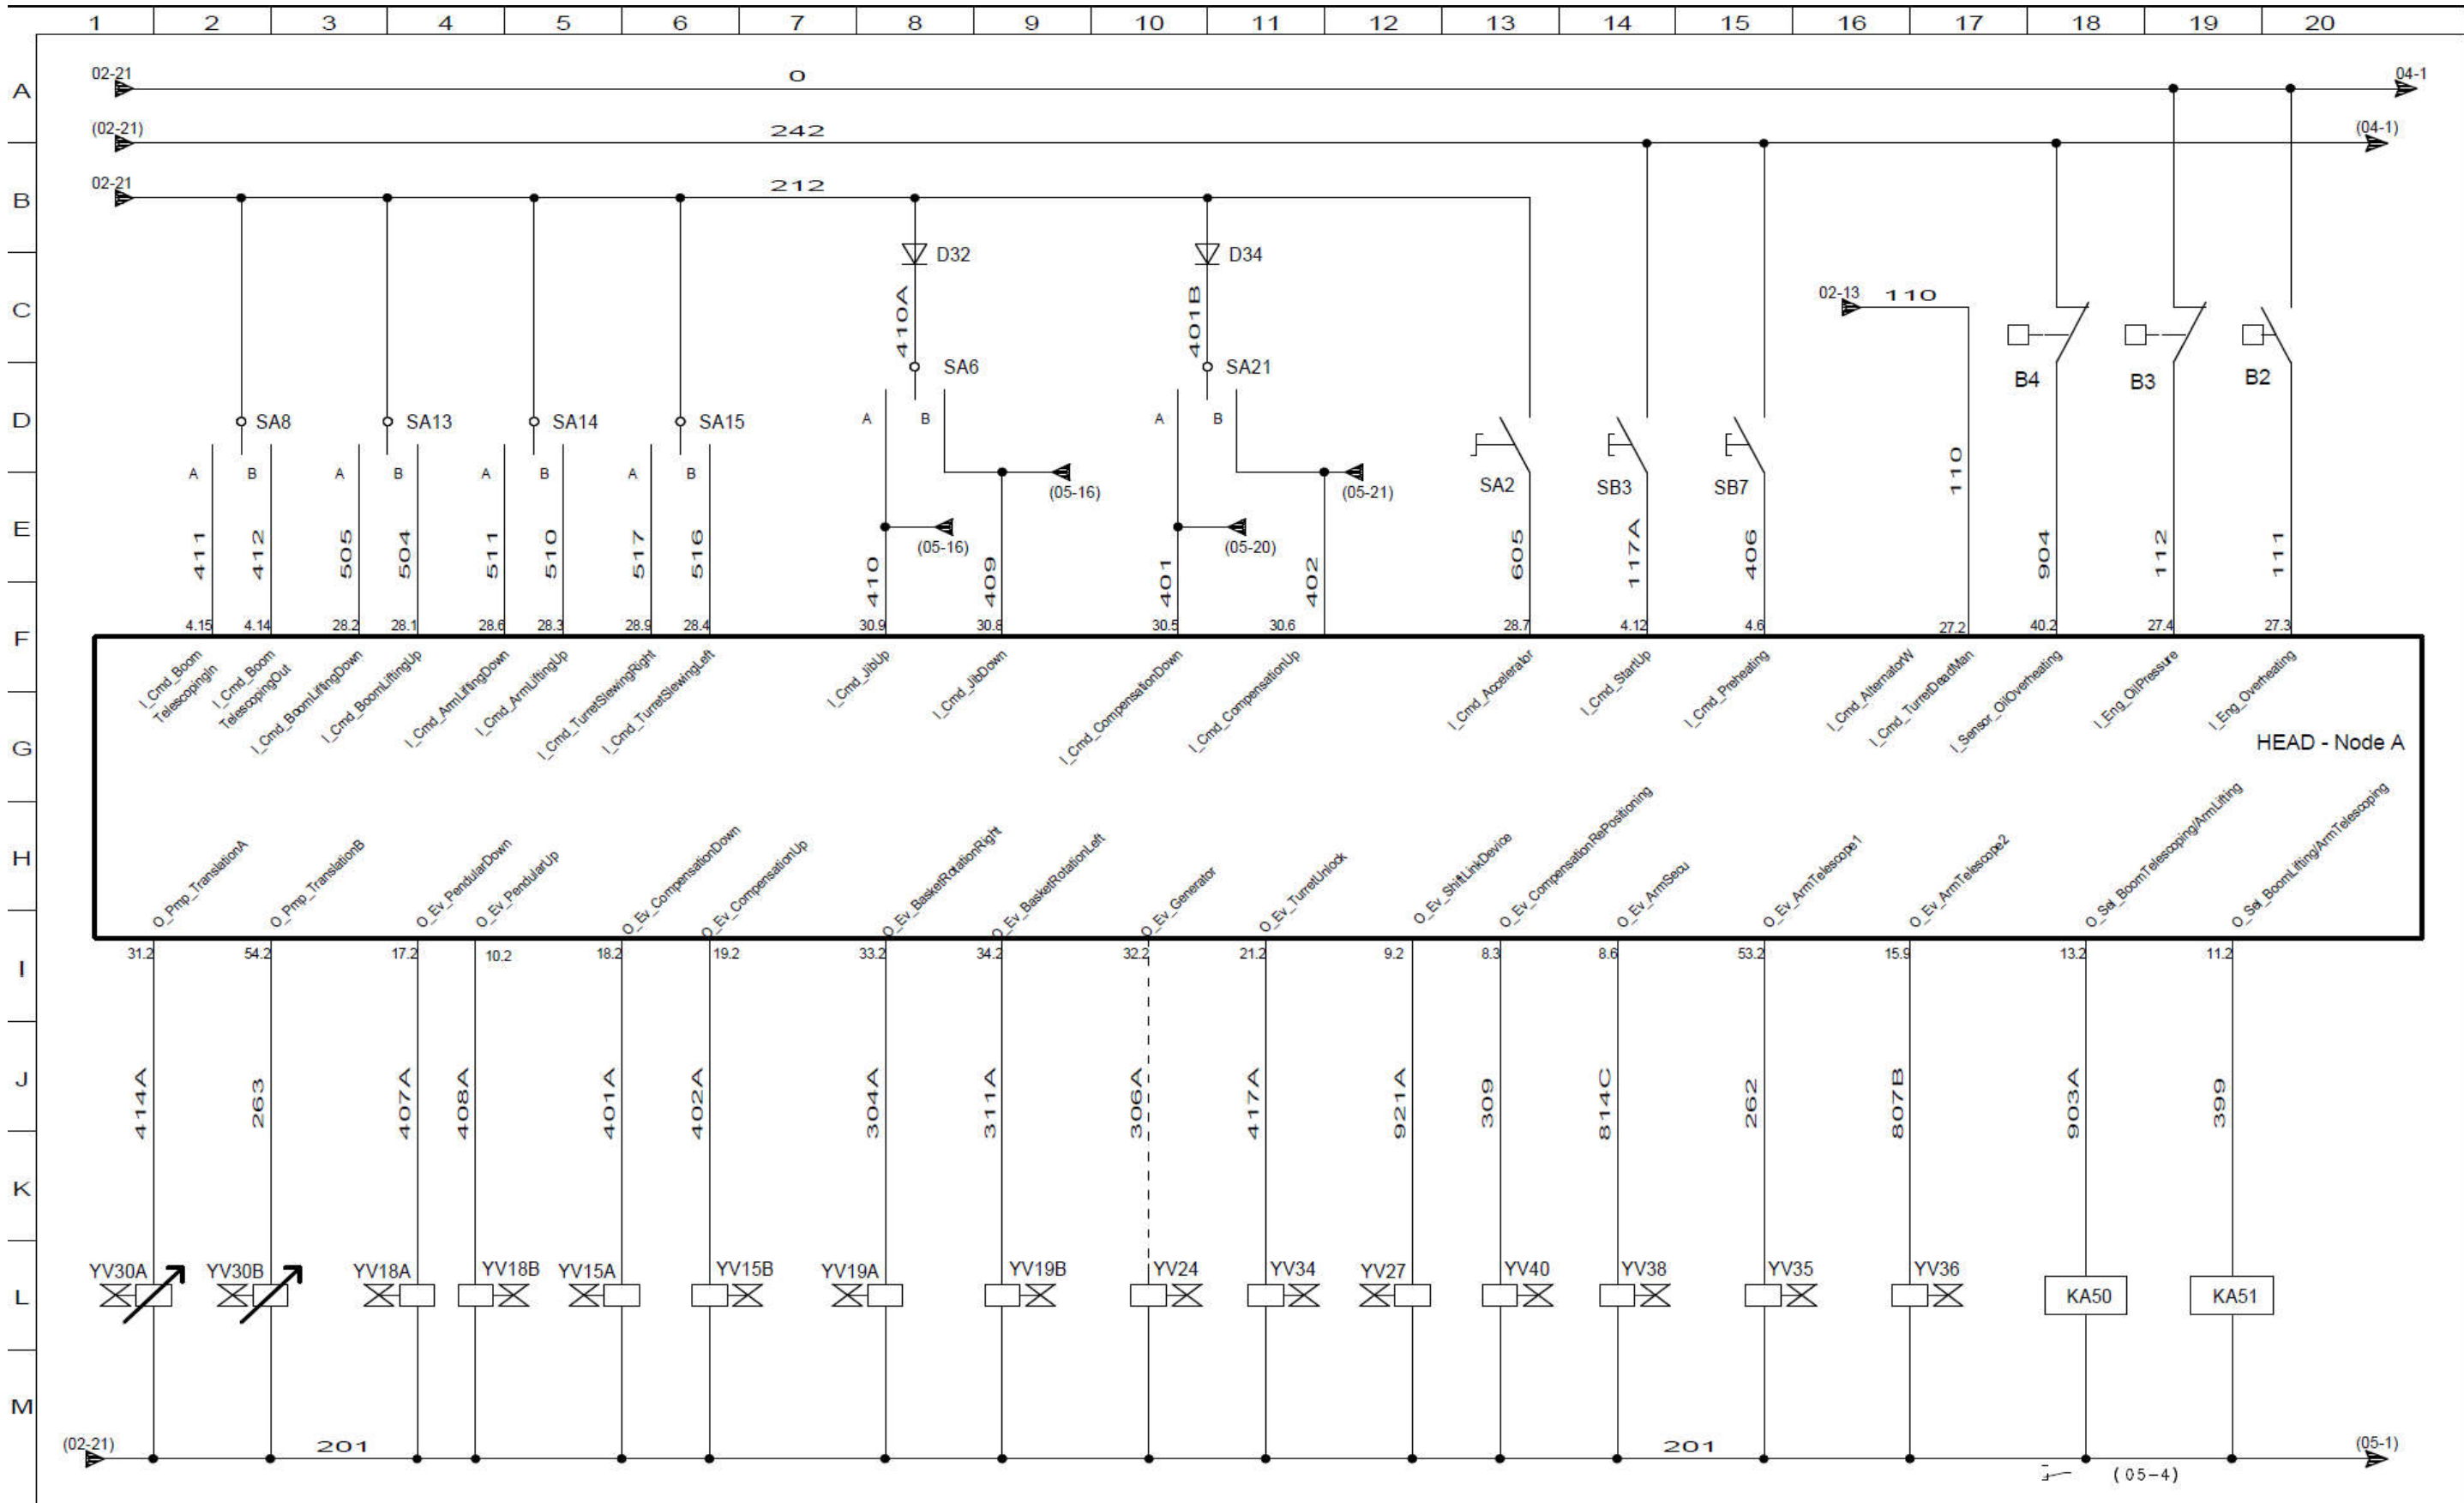 1 2 3 4 5 6 7 8 9 10 11 12 13 14 15 16 17 18 19 20
A
02-21 0 04-1
(02-21) 242 (04-1)
B
02-21 212
D32 D34
C
410A 401B
02-13 110
SA6 SA21
B4 B3 B2
D
SA8 SA13 SA14 SA15
A B A B
A B A B A B A B
(05-16) (05-21)
SA2 SB3 SB7 110
E
(05-16) (05-20)
411 412 505 504 511 510 517 516 410 409 401 402 605 117A 406 904 112 111
F
4.15 4.14 28.2 28.1 28.6 28.3 28.9 28.4 30.9 30.8 30.5 30.6 28.7 4.12 4.6 27.2 40.2 27.4 27.3
I_Cmd_Boom
TelescopingIn
I_Cmd_Boom
TelescopingOut
I_Cmd_BoomLiftingDown
I_Cmd_BoomLiftingUp
I_Cmd_ArmLiftingDown
I_Cmd_ArmLiftingUp
I_Cmd_TurretSlewingRight
I_Cmd_TurretSlewingLeft
I_Cmd_JibUp
I_Cmd_JibDown
I_Cmd_CompensationDown
I_Cmd_CompensationUp
I_Cmd_Accelerator
I_Cmd_StartUp
I_Cmd_Preheating
I_Cmd_AlternatorW
I_Cmd_TurretDeadMan
I_Sensor_OilOverheating
I_Eng_OilPressure
I_Eng_Overheating
G
HEAD - Node A
H
O_Pmp_TranslationA
O_Pmp_TranslationB
O_Ev_PendularDown
O_Ev_PendularUp
O_Ev_CompensationDown
O_Ev_CompensationUp
O_Ev_BasketRotationRight
O_Ev_BasketRotationLeft
O_Ev_Generator
O_Ev_TurretUnlock
O_Ev_ShiftLinkDevice
O_Ev_CompensationRePositioning
O_Ev_ArmSecu
O_Ev_ArmTelescope1
O_Ev_ArmTelescope2
O_Sel_BoomTelescoping/ArmLifting
O_Sel_BoomLifting/ArmTelescoping
I
31.2 54.2 17.2 10.2 18.2 19.2 33.2 34.2 32.2 21.2 9.2 8.3 8.6 53.2 15.9 13.2 11.2
J
414A 263 407A 408A 401A 402A 304A 311A 306A 417A 921A 309 814C 262 807B 903A 399
K
YV30A YV30B YV18A YV18B YV15A YV15B YV19A YV19B YV24 YV34 YV27 YV40 YV38 YV35 YV36
L
KA50 KA51
M
(02-21) 201 201 (05-1)
(05-4)